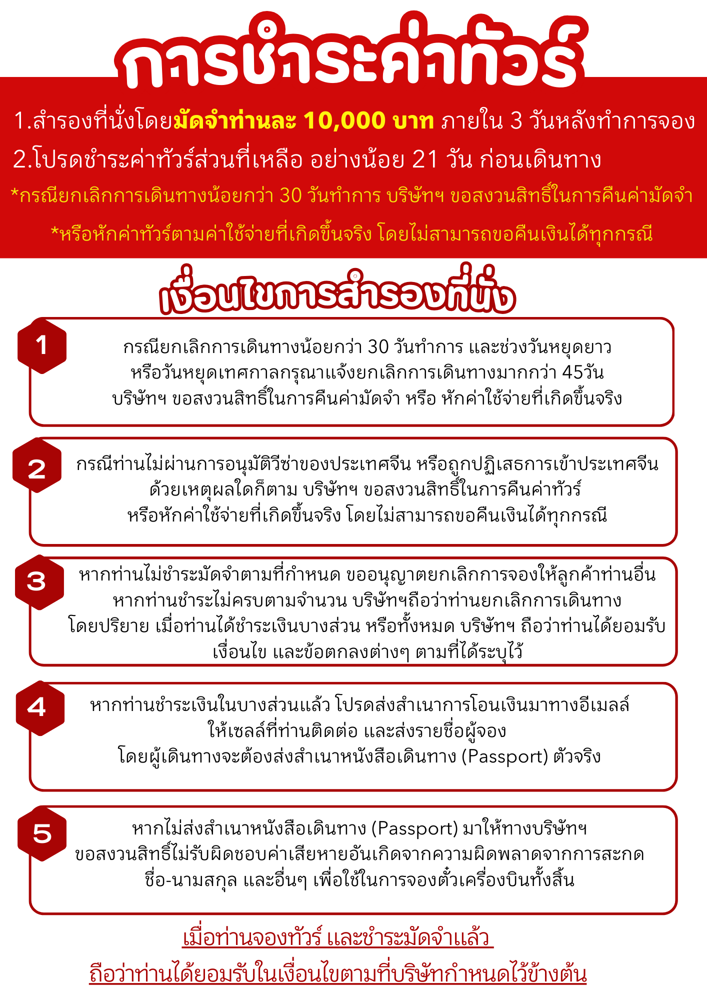 การชำระค่าทัวร์
1.สำรองที่นั่งโดยมัดจำท่านละ 10,000 บาท ภายใน 3 วันหลังทำการจอง
2.โปรดชำระค่าทัวร์ส่วนที่เหลือ อย่างน้อย 21 วัน ก่อนเดินทาง
*กรณียกเลิกการเดินทางน้อยกว่า 30 วันทำการ บริษัทฯ ขอสงวนสิทธิ์ในการคืนค่ามัดจำ
*หรือหักค่าทัวร์ตามค่าใช้จ่ายที่เกิดขึ้นจริง โดยไม่สามารถขอคืนเงินได้ทุกกรณี
เงื่อนไขการสำรองที่นั่ง
1
กรณียกเลิกการเดินทางน้อยกว่า 30 วันทำการ และช่วงวันหยุดยาว
หรือวันหยุดเทศกาลกรุณาแจ้งยกเลิกการเดินทางมากกว่า 45วัน
บริษัทฯ ขอสงวนสิทธิ์ในการคืนค่ามัดจำ หรือ หักค่าใช้จ่ายที่เกิดขึ้นจริง
2
กรณีท่านไม่ผ่านการอนุมัติวีซ่าของประเทศจีน หรือถูกปฏิเสธการเข้าประเทศจีน
ด้วยเหตุผลใดก็ตาม บริษัทฯ ขอสงวนสิทธิ์ในการคืนค่าทัวร์
หรือหักค่าใช้จ่ายที่เกิดขึ้นจริง โดยไม่สามารถขอคืนเงินได้ทุกกรณี
3
หากท่านไม่ชำระมัดจำตามที่กำหนด ขออนุญาตยกเลิกการจองให้ลูกค้าท่านอื่น
หากท่านชำระไม่ครบตามจำนวน บริษัทฯถือว่าท่านยกเลิกการเดินทาง
โดยปริยาย เมื่อท่านได้ชำระเงินบางส่วน หรือทั้งหมด บริษัทฯ ถือว่าท่านได้ยอมรับ
เงื่อนไข และข้อตกลงต่างๆ ตามที่ได้ระบุไว้
4
หากท่านชำระเงินในบางส่วนแล้ว โปรดส่งสำเนาการโอนเงินมาทางอีเมลล์
ให้เซลล์ที่ท่านติดต่อ และส่งรายชื่อผู้จอง
โดยผู้เดินทางจะต้องส่งสำเนาหนังสือเดินทาง (Passport) ตัวจริง
5
หากไม่ส่งสำเนาหนังสือเดินทาง (Passport) มาให้ทางบริษัทฯ
ขอสงวนสิทธิ์ไม่รับผิดชอบค่าเสียหายอันเกิดจากความผิดพลาดจากการสะกด
ชื่อ-นามสกุล และอื่นๆ เพื่อใช้ในการจองตั๋วเครื่องบินทั้งสิ้น
เมื่อท่านจองทัวร์ และชำระมัดจำแล้ว
ถือว่าท่านได้ยอมรับในเงื่อนไขตามที่บริษัทกำหนดไว้ข้างต้น